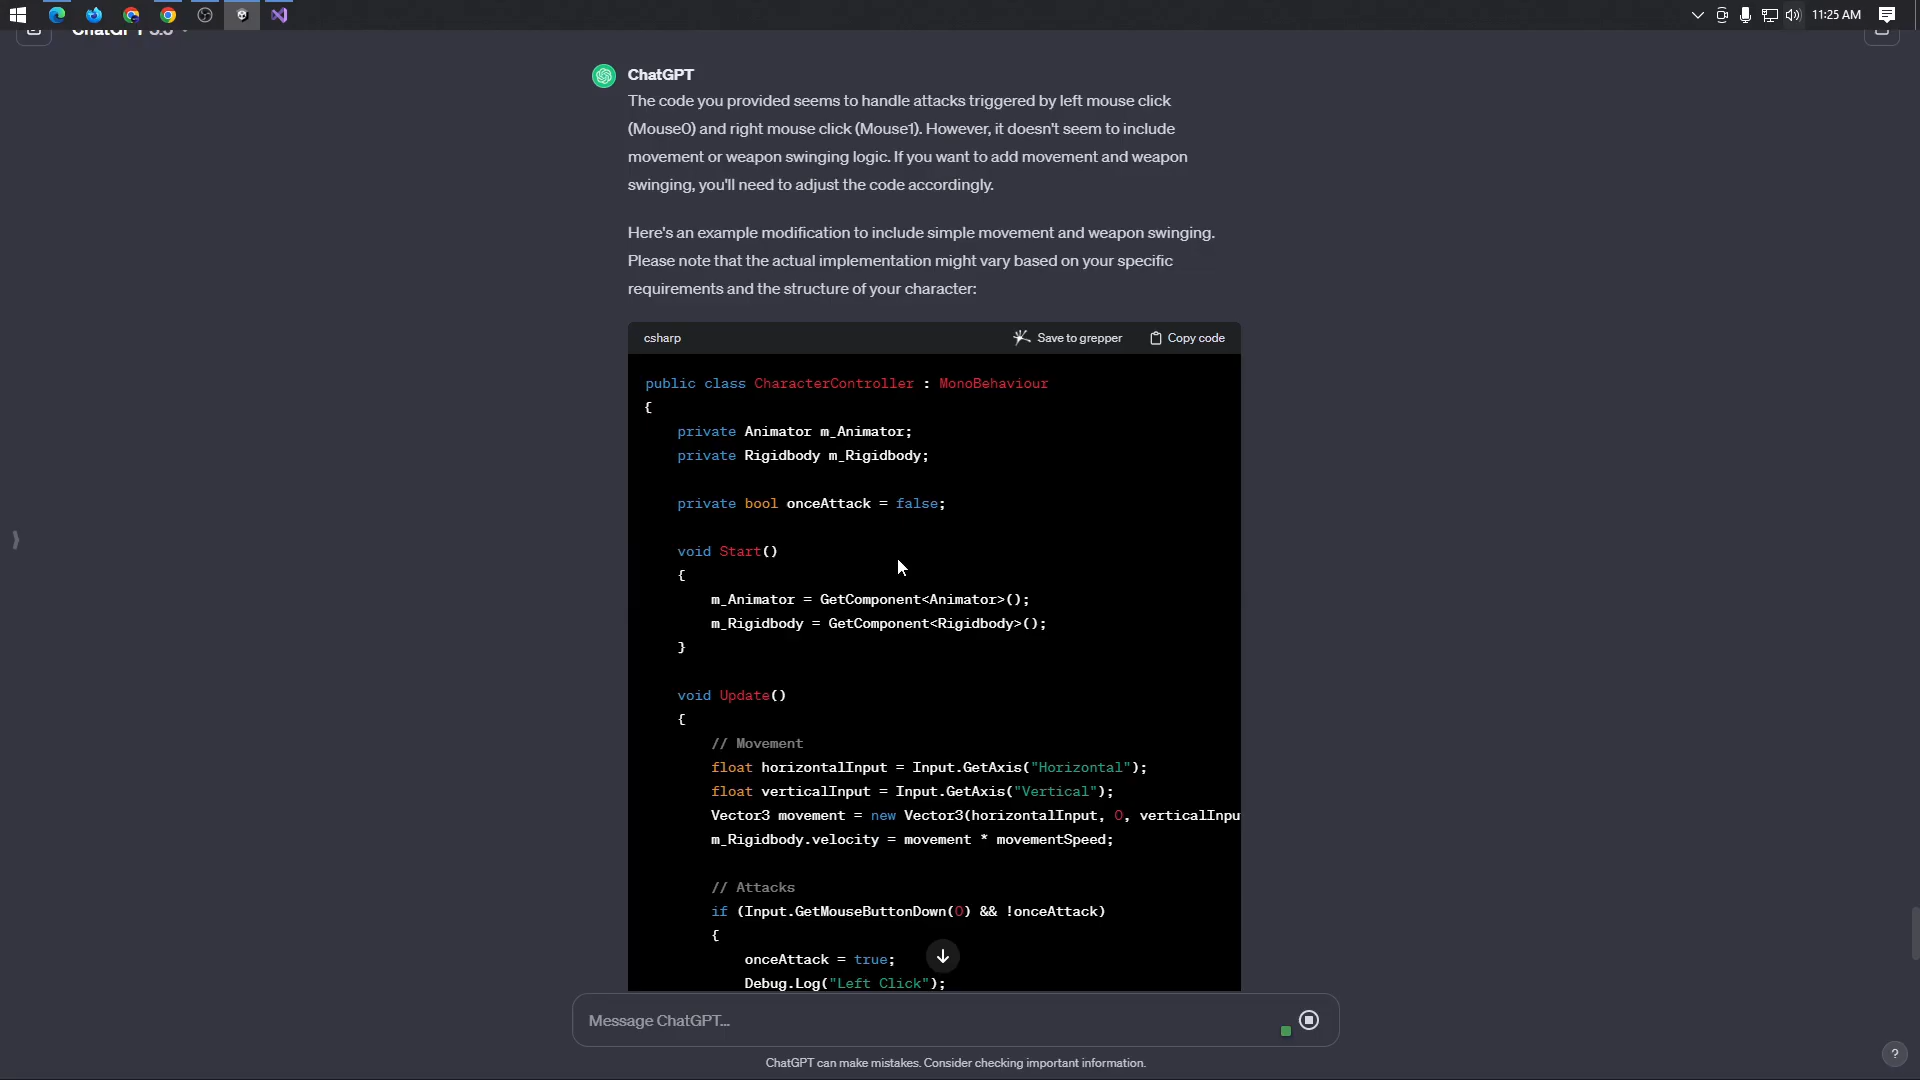 11:25 AM
ChatGPT 3.5
ChatGPT
The code you provided seems to handle attacks triggered by left mouse click
(Mouse0) and right mouse click (Mouse1). However, it doesn't seem to include
movement or weapon swinging logic. If you want to add movement and weapon
swinging, you'll need to adjust the code accordingly.
Here's an example modification to include simple movement and weapon swinging.
Please note that the actual implementation might vary based on your specific
requirements and the structure of your character:
csharp Save to grepper Copy code
public class CharacterController : MonoBehaviour
{
private Animator m_Animator;
private Rigidbody m_Rigidbody;
private bool onceAttack = false;
void Start()
{
m_Animator = GetComponent<Animator>();
m_Rigidbody = GetComponent<Rigidbody>();
}
void Update()
{
// Movement
float horizontalInput = Input.GetAxis("Horizontal");
float verticalInput = Input.GetAxis("Vertical");
Vector3 movement = new Vector3(horizontalInput, 0, verticalInpu
m_Rigidbody.velocity = movement * movementSpeed;
// Attacks
if (Input.GetMouseButtonDown(0) && !onceAttack)
{
onceAttack = true;
Debug.Log("Left Click");
Message ChatGPT...
ChatGPT can make mistakes. Consider checking important information.
?